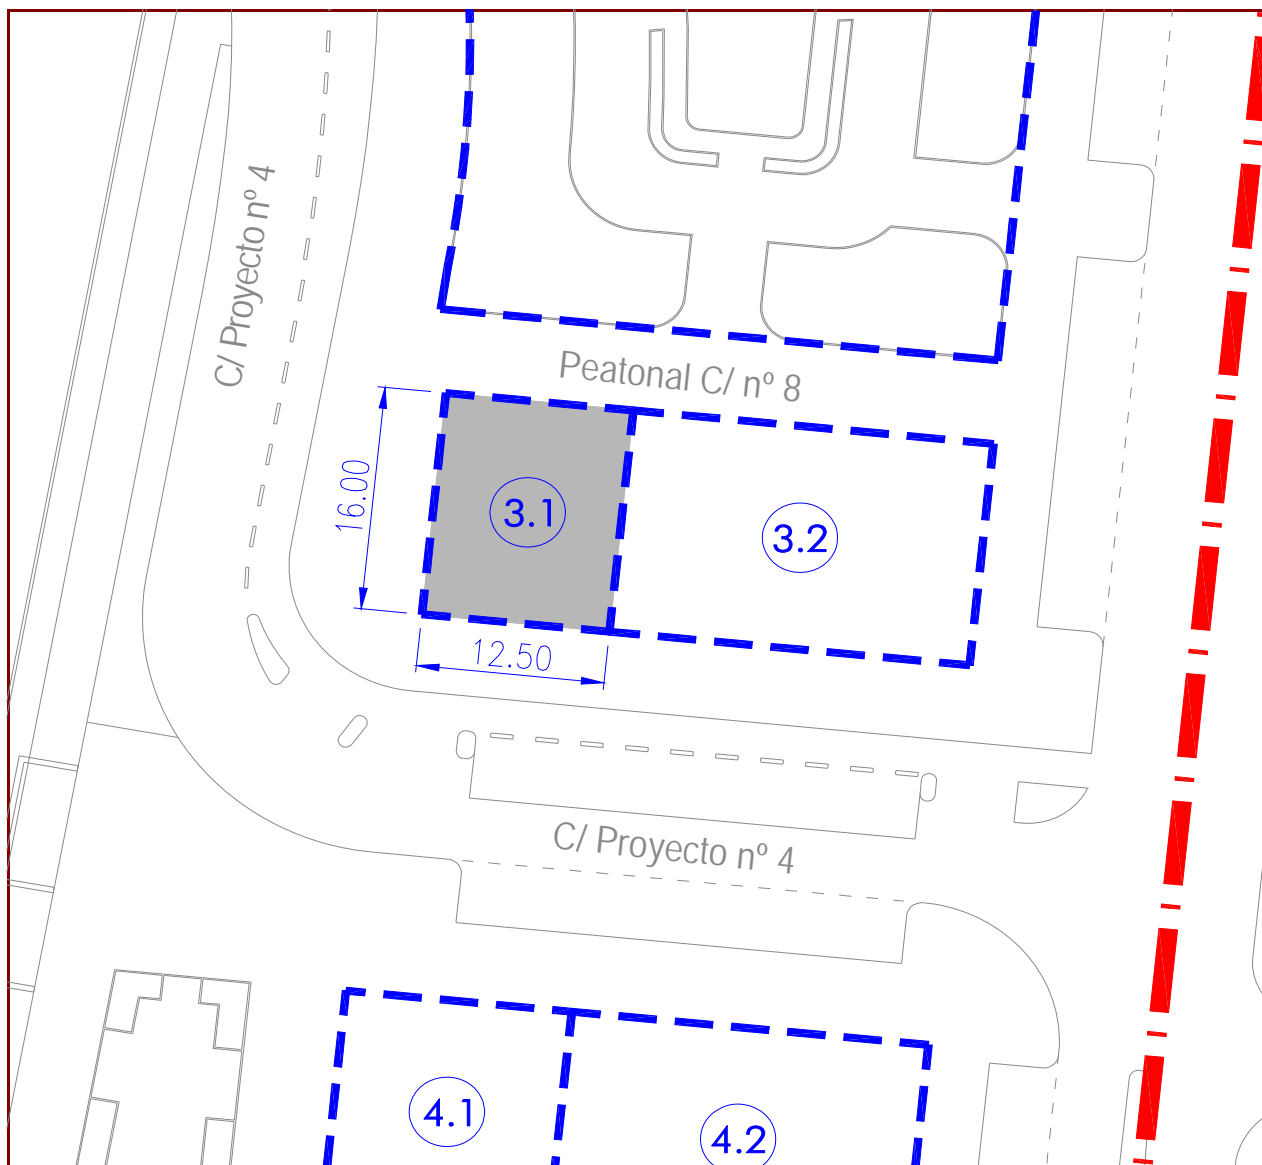 C/ Proyecto nº 4
Peatonal C/ nº 8
16.00
3.1
3.2
12.50
C/ Proyecto nº 4
4.1
4.2